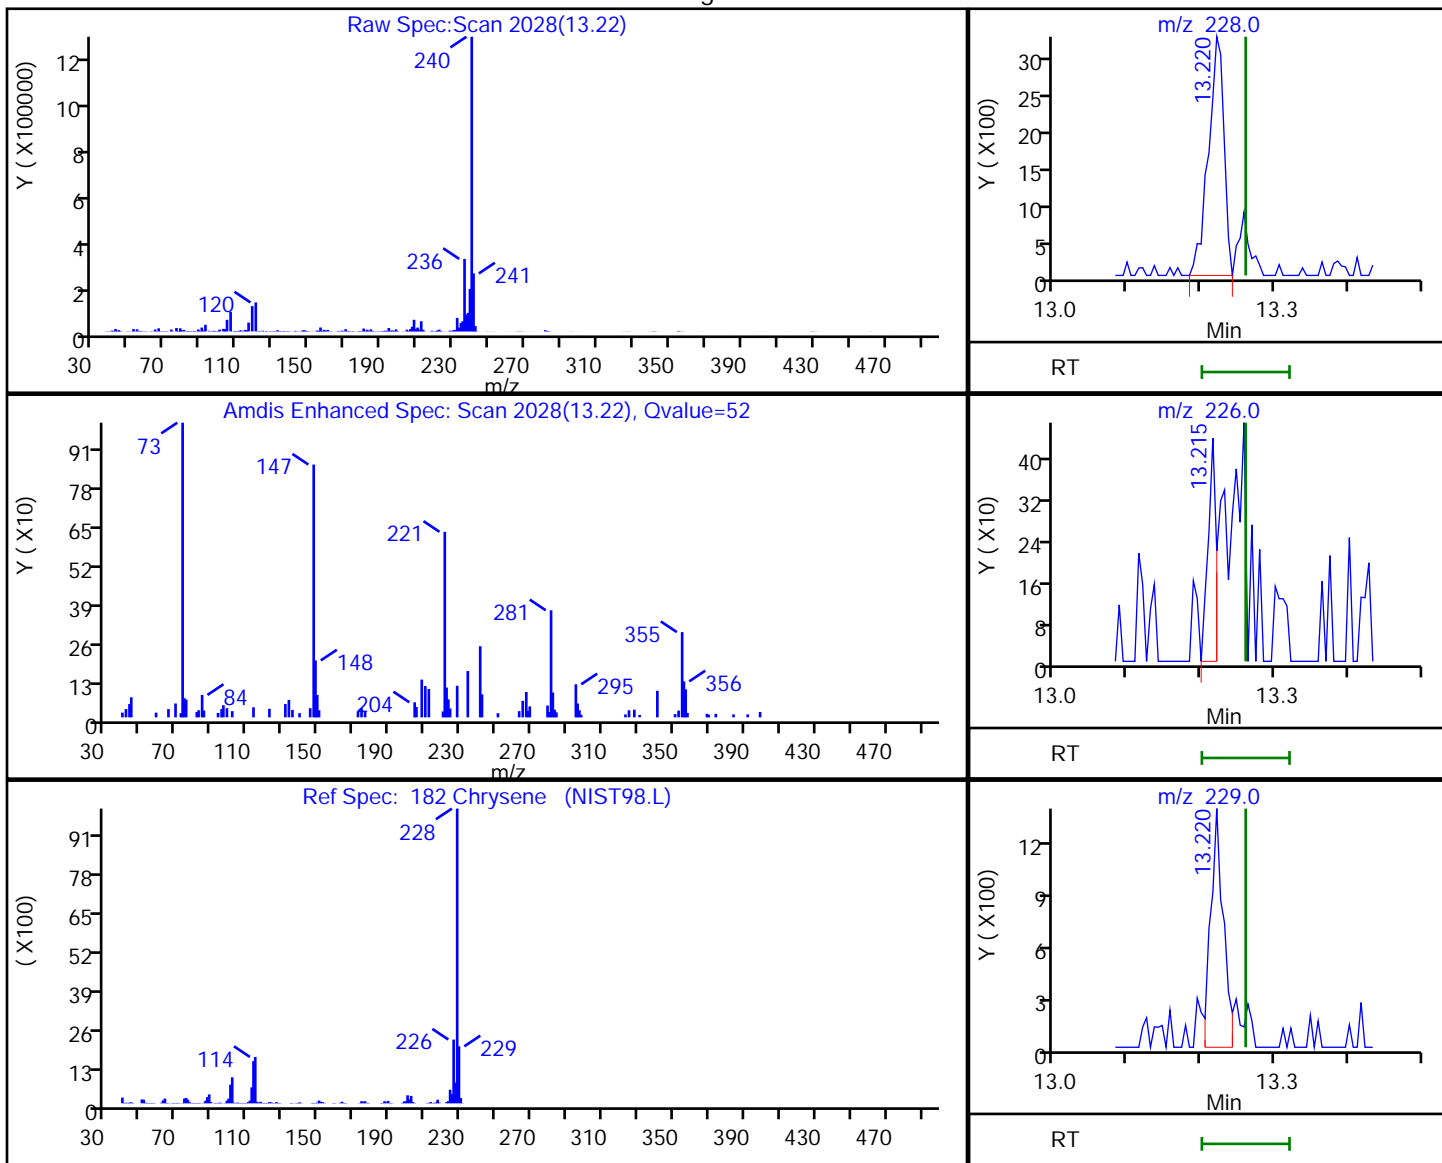 Raw Spec:Scan 2028(13.22)
Y ( X100000)
12
10
8
6
4
2
0
240
236
241
120
30 70 110 150 190 230 270 310 350 390 430 470
m/z
m/z 228.0
Y ( X100)
30
25
20
15
10
5
0
13.220
13.0 13.3
Min
RT
Amdis Enhanced Spec: Scan 2028(13.22), Qvalue=52
Y ( X10)
91
78
65
52
39
26
13
0
73
147
221
281
355
148
84
204
295
356
30 70 110 150 190 230 270 310 350 390 430 470
m/z
m/z 226.0
Y ( X10)
40
32
24
16
8
0
13.215
13.0 13.3
Min
RT
Ref Spec: 182 Chrysene (NIST98.L)
( X100)
91
78
65
52
39
26
13
0
228
226
229
114
30 70 110 150 190 230 270 310 350 390 430 470
m/z 229.0
Y ( X100)
12
9
6
3
0
13.220
13.0 13.3
Min
RT